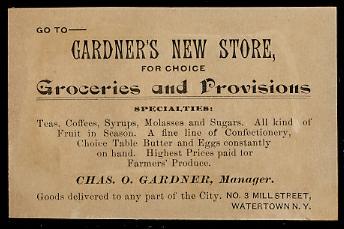 GO TO—
GARDNER'S NEW STORE,
FOR CHOICE
Groceries and Provisions
SPECIALTIES:
Teas, Coffees, Syrups, Molasses and Sugars. All kind of
Fruit in Season. A fine line of Confectionery,
Choice Table Butter and Eggs constantly
on hand. Highest Prices paid for
Farmers' Produce.
CHAS. O. GARDNER, Manager.
Goods delivered to any part of the City. NO. 3 MILL STREET,
WATERTOWN N.Y.